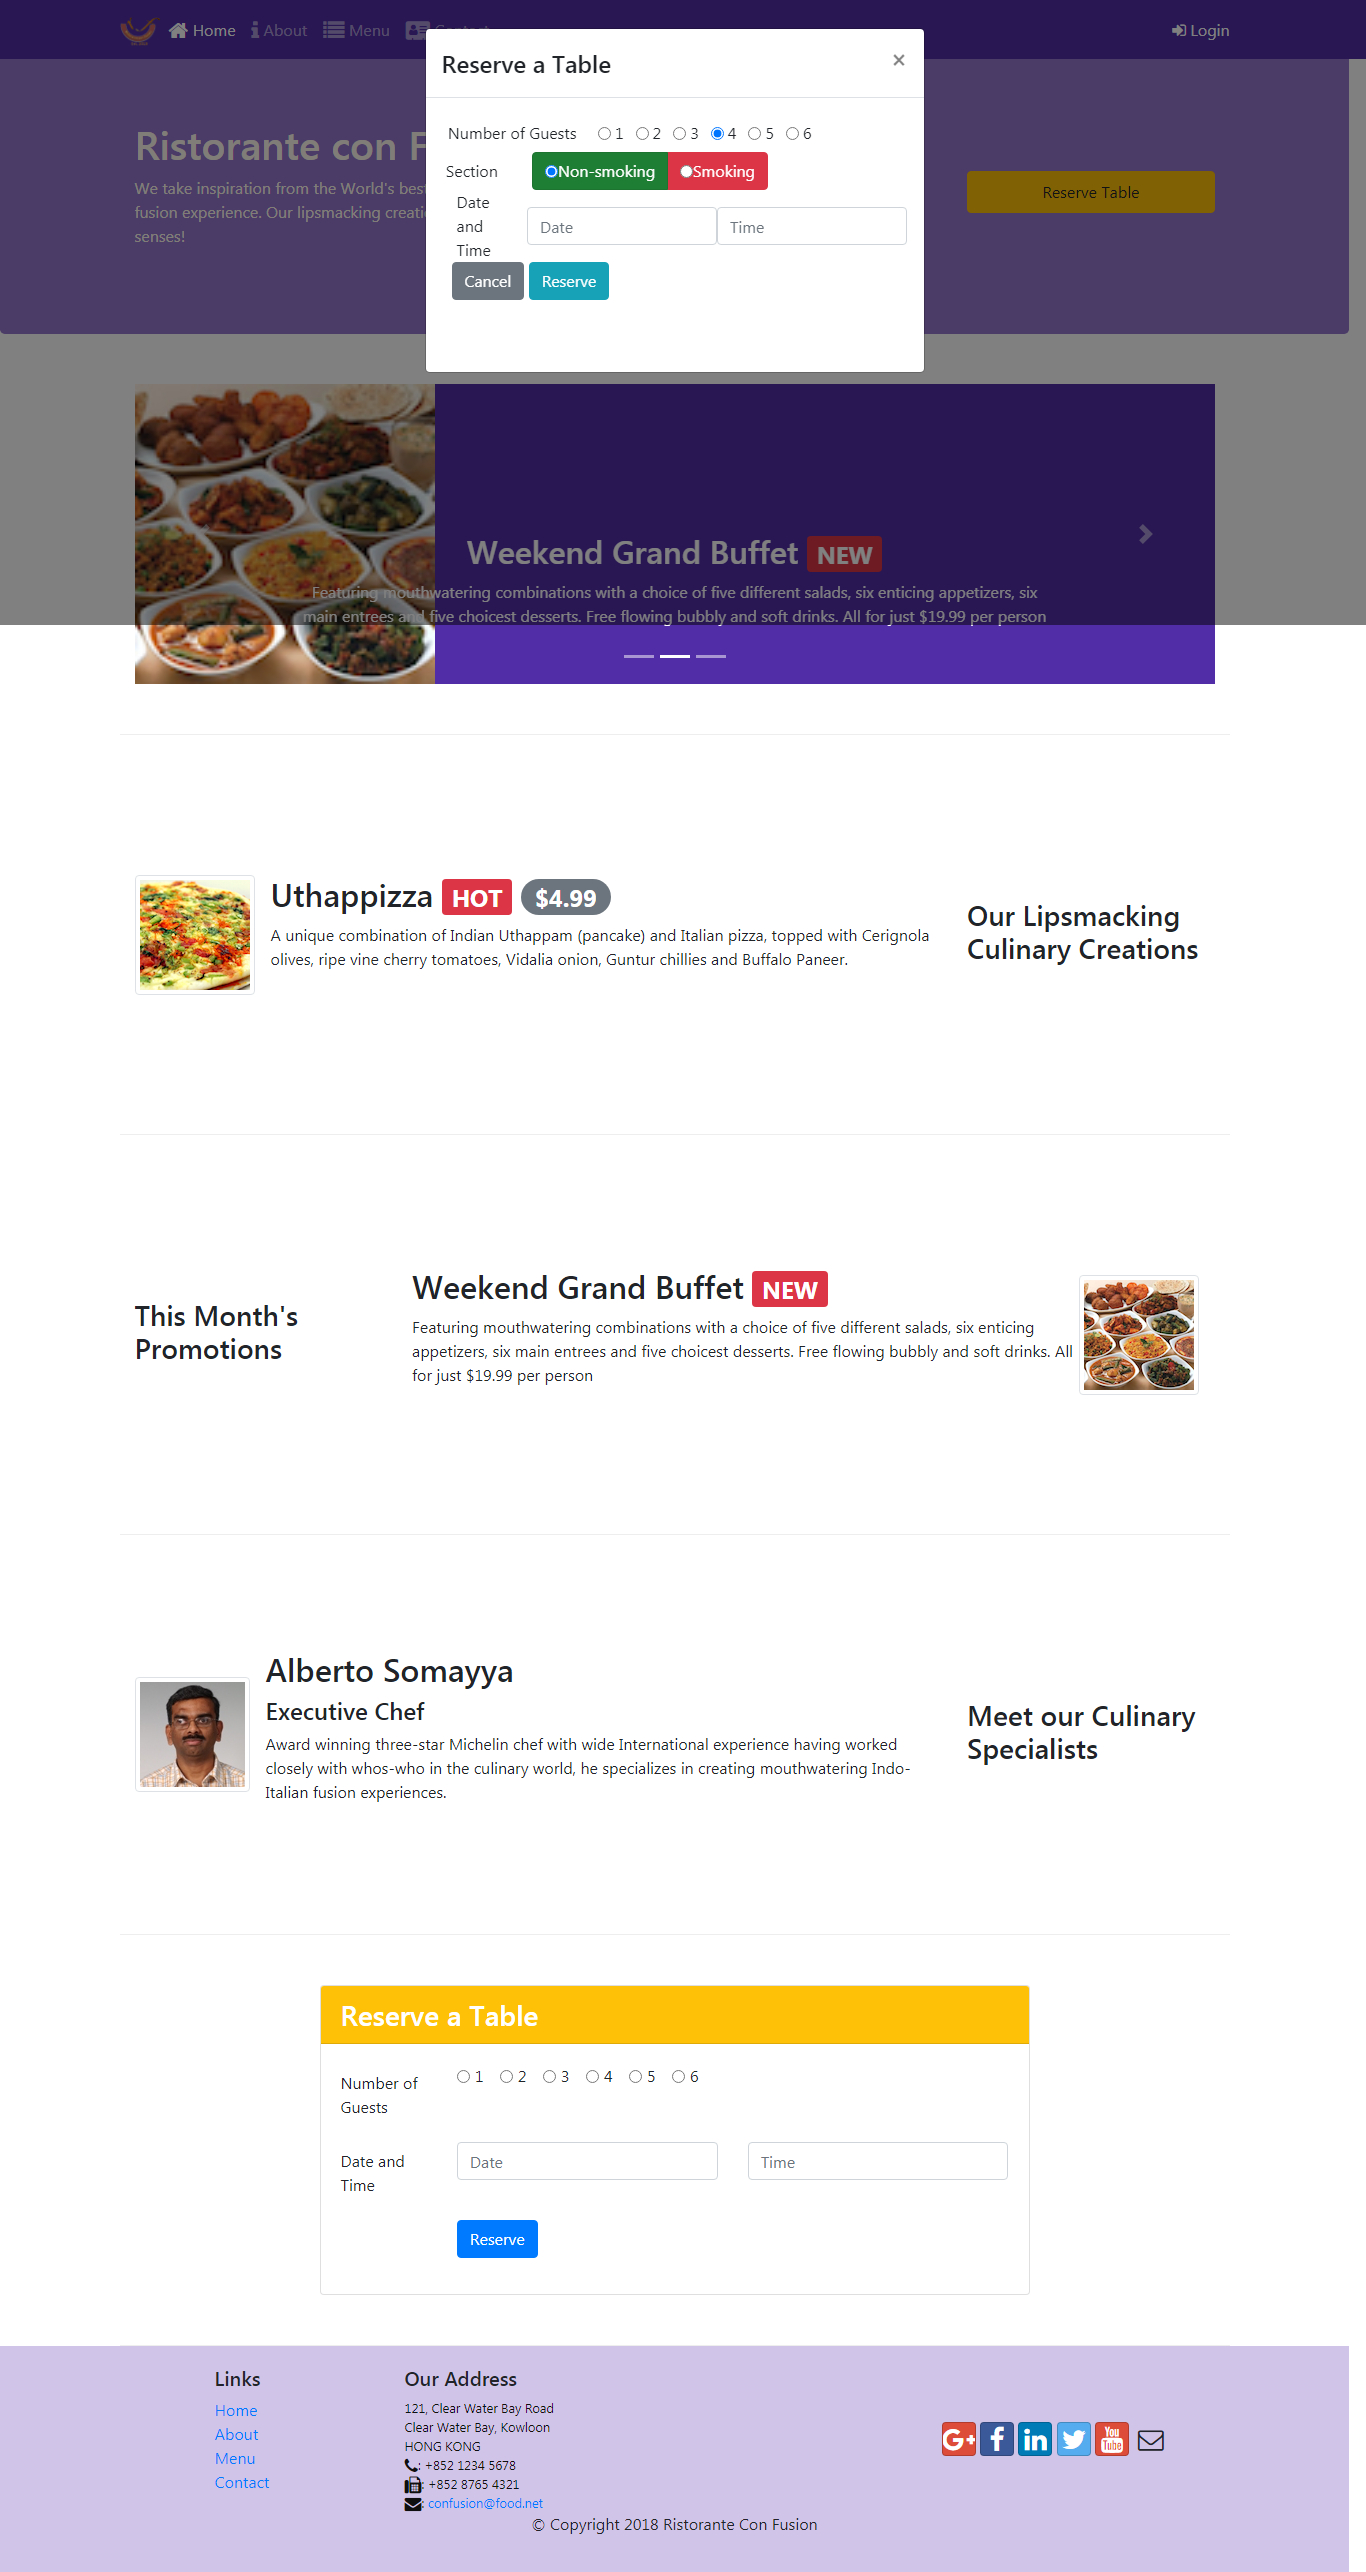 Home About Menu Contact Login
Reserve a Table ×
Number of Guests 1 2 3 4 5 6
Section Non-smoking Smoking
Date and Time Date Time
Cancel Reserve
Ristorante con F
We take inspiration from the World's best
fusion experience. Our lipsmacking creati
senses!
Reserve Table
Weekend Grand Buffet NEW
Featuring mouthwatering combinations with a choice of five different salads, six enticing appetizers, six
main entrees and five choicest desserts. Free flowing bubbly and soft drinks. All for just $19.99 per person
Uthappizza HOT $4.99
A unique combination of Indian Uthappam (pancake) and Italian pizza, topped with Cerignola
olives, ripe vine cherry tomatoes, Vidalia onion, Guntur chillies and Buffalo Paneer.
Our Lipsmacking
Culinary Creations
This Month's
Promotions
Weekend Grand Buffet NEW
Featuring mouthwatering combinations with a choice of five different salads, six enticing
appetizers, six main entrees and five choicest desserts. Free flowing bubbly and soft drinks. All
for just $19.99 per person
Alberto Somayya
Executive Chef
Award winning three-star Michelin chef with wide International experience having worked
closely with whos-who in the culinary world, he specializes in creating mouthwatering Indo-
Italian fusion experiences.
Meet our Culinary
Specialists
Reserve a Table
Number of
Guests
1 2 3 4 5 6
Date and
Time
Date Time
Reserve
Links
Home
About
Menu
Contact
Our Address
121, Clear Water Bay Road
Clear Water Bay, Kowloon
HONG KONG
: +852 1234 5678
: +852 8765 4321
: confusion@food.net
G+ f in You Tube
© Copyright 2018 Ristorante Con Fusion